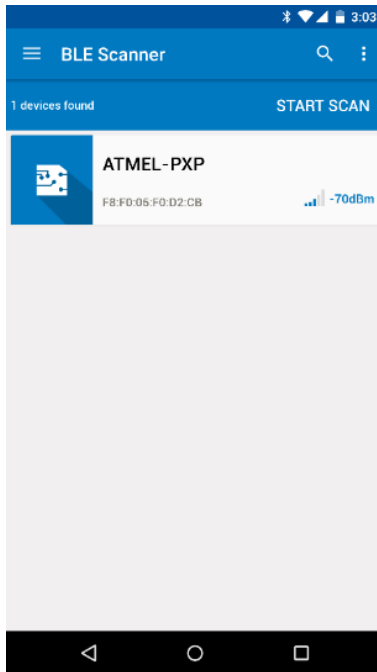 3:03
BLE Scanner
1 devices found
START SCAN
ATMEL-PXP
F8:F0:05:F0:D2:CB
-70dBm